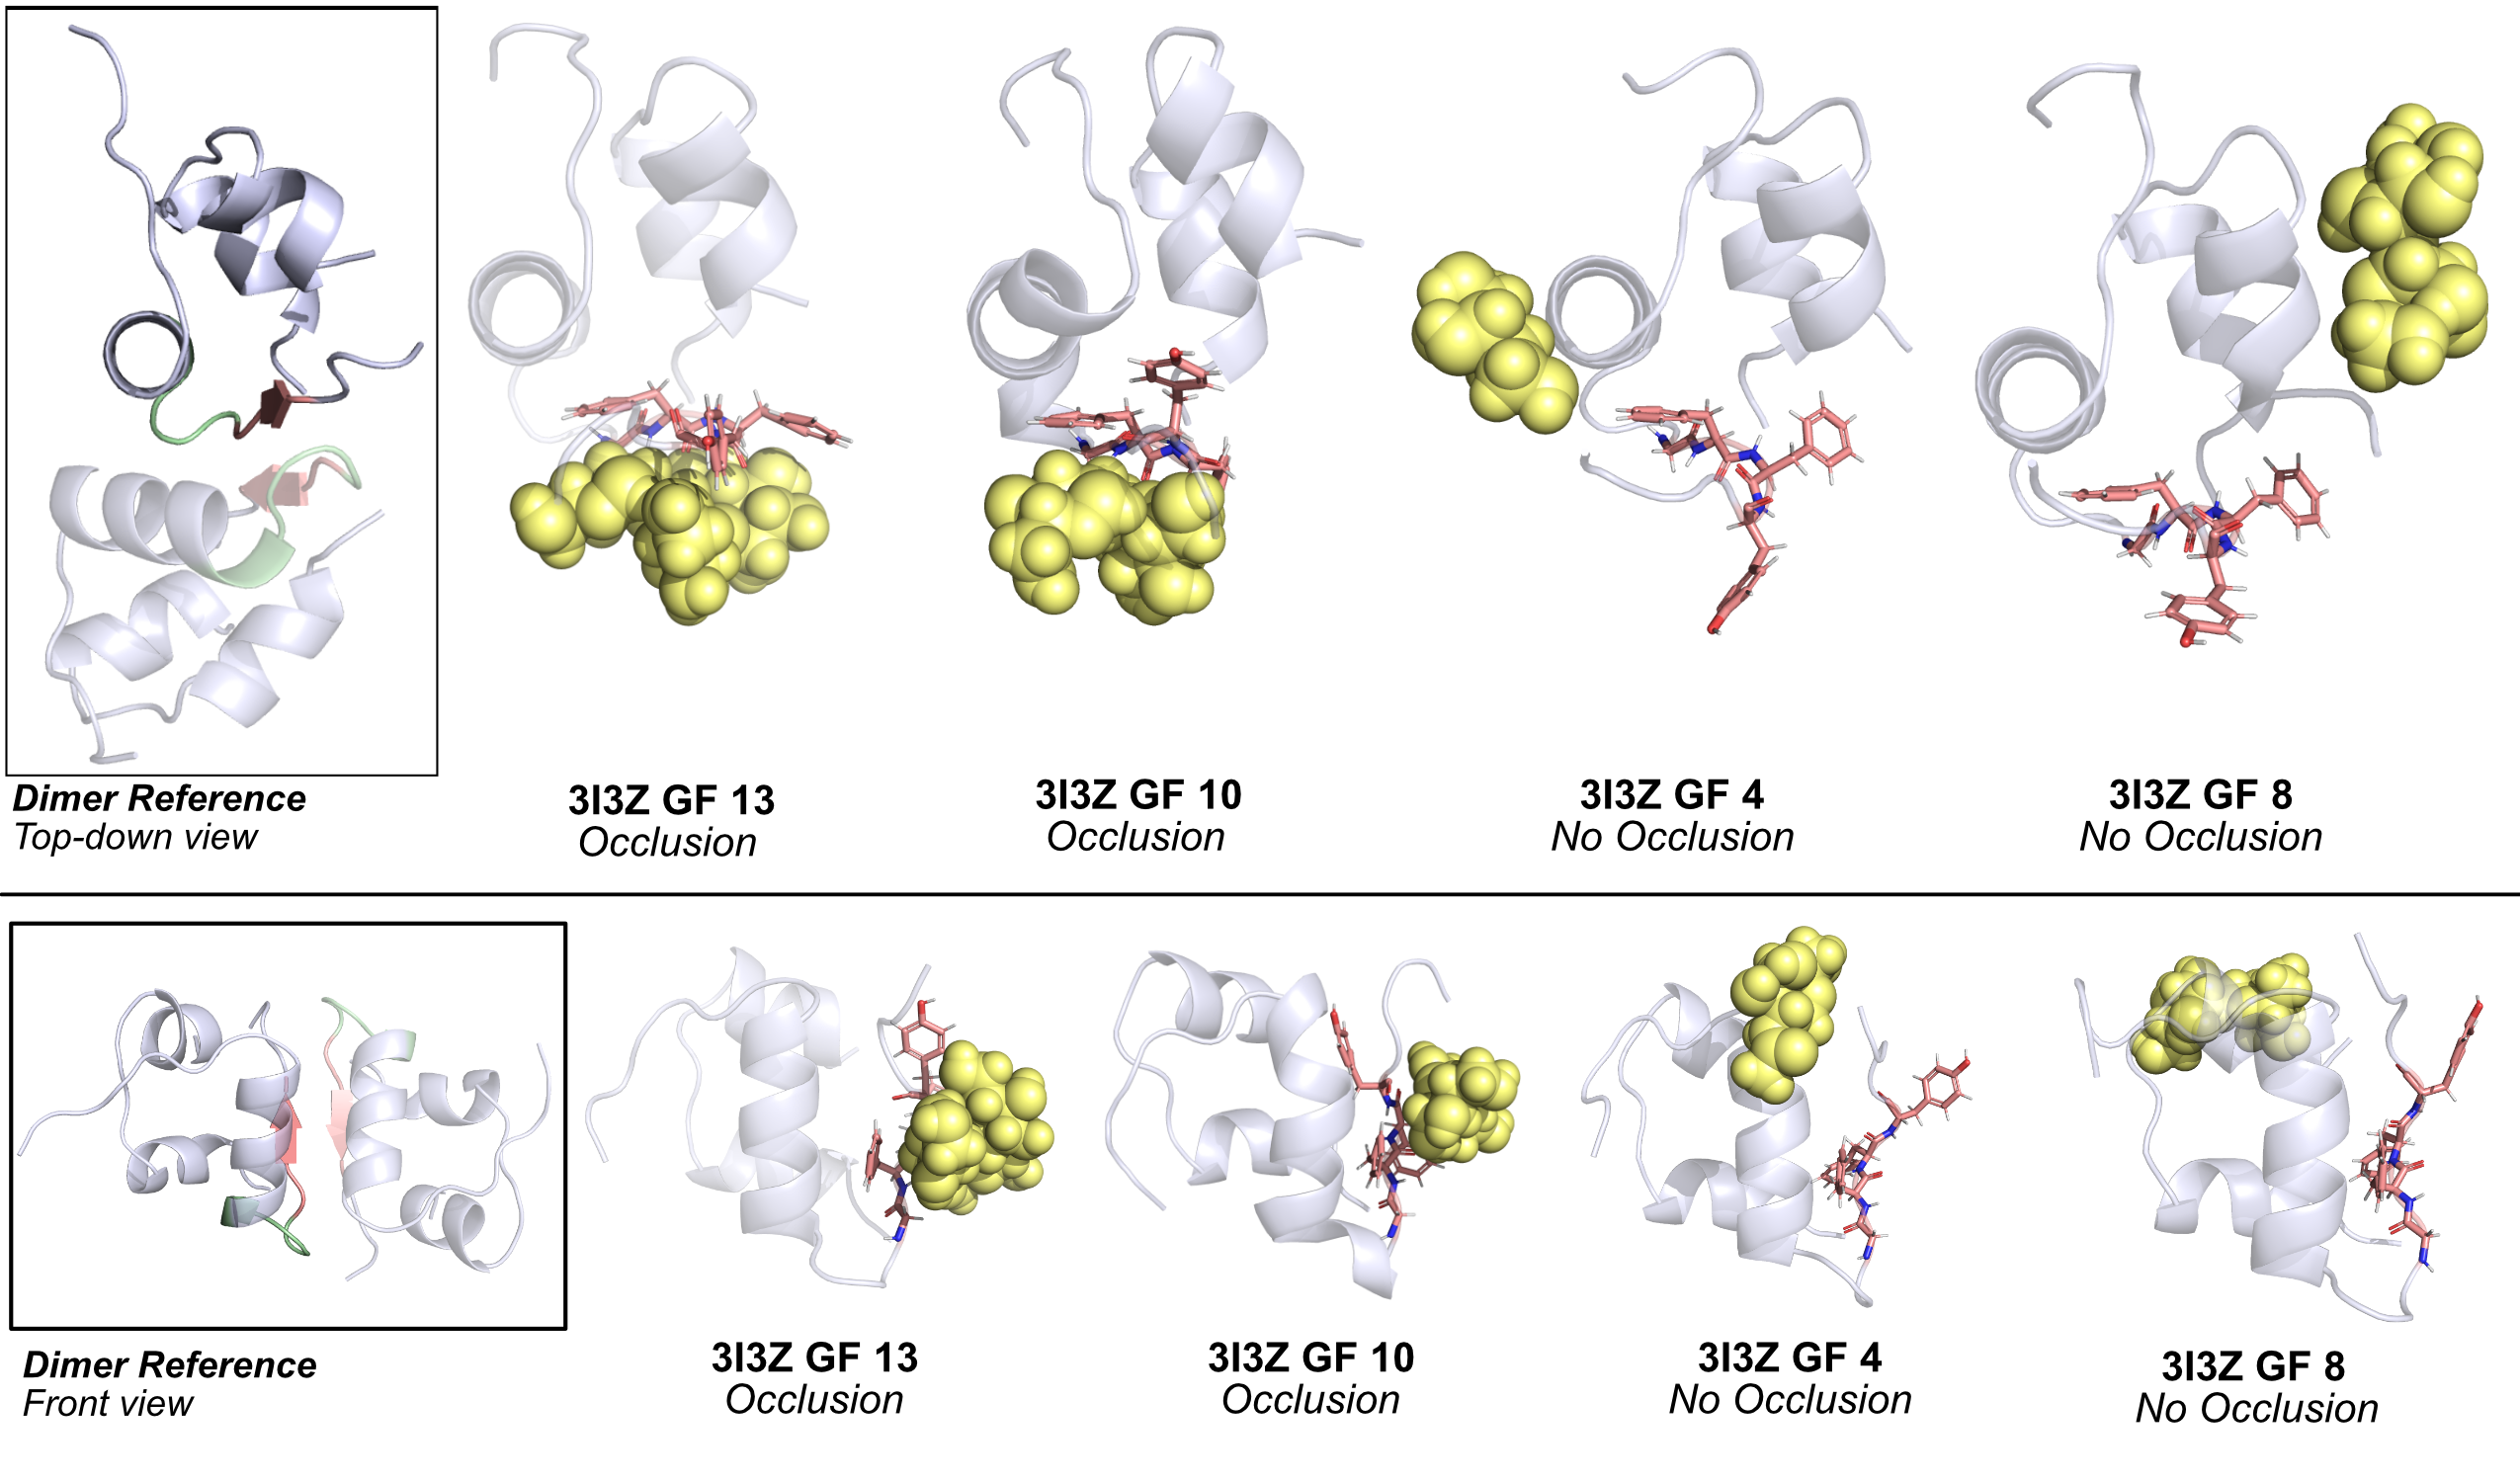 Dimer Reference
Top-down view
3I3Z GF 13
Occlusion
3I3Z GF 10
Occlusion
3I3Z GF 4
No Occlusion
3I3Z GF 8
No Occlusion
Dimer Reference
Front view
3I3Z GF 13
Occlusion
3I3Z GF 10
Occlusion
3I3Z GF 4
No Occlusion
3I3Z GF 8
No Occlusion